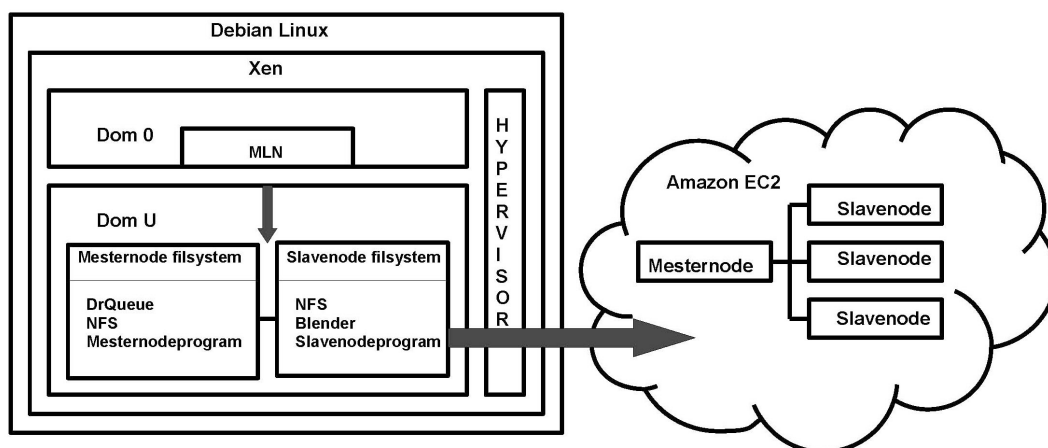 Debian Linux
Xen
Dom 0
MLN
HYPERVISOR
Dom U
Mesternode filsystem
DrQueue
NFS
Mesternodeprogram
Slavenode filsystem
NFS
Blender
Slavenodeprogram
Amazon EC2
Mesternode
Slavenode
Slavenode
Slavenode